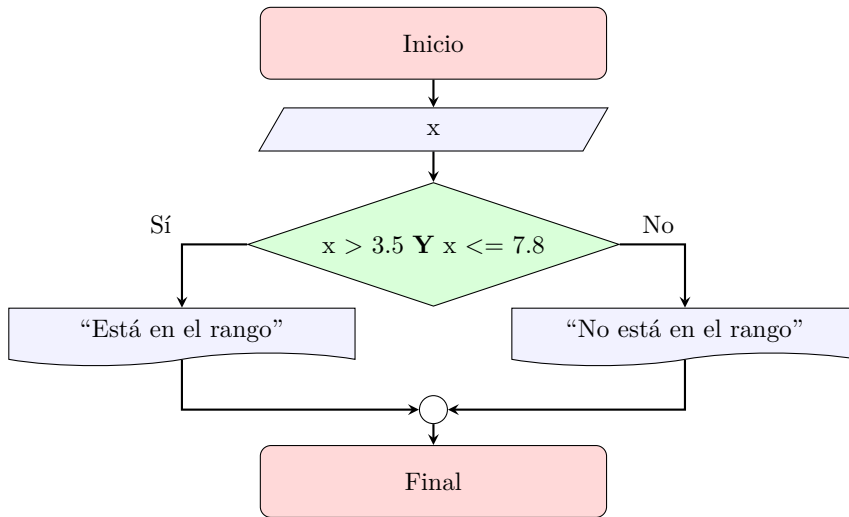 Inicio
x
Sí
No
x > 3.5 Y x <= 7.8
“Está en el rango”
“No está en el rango”
Final